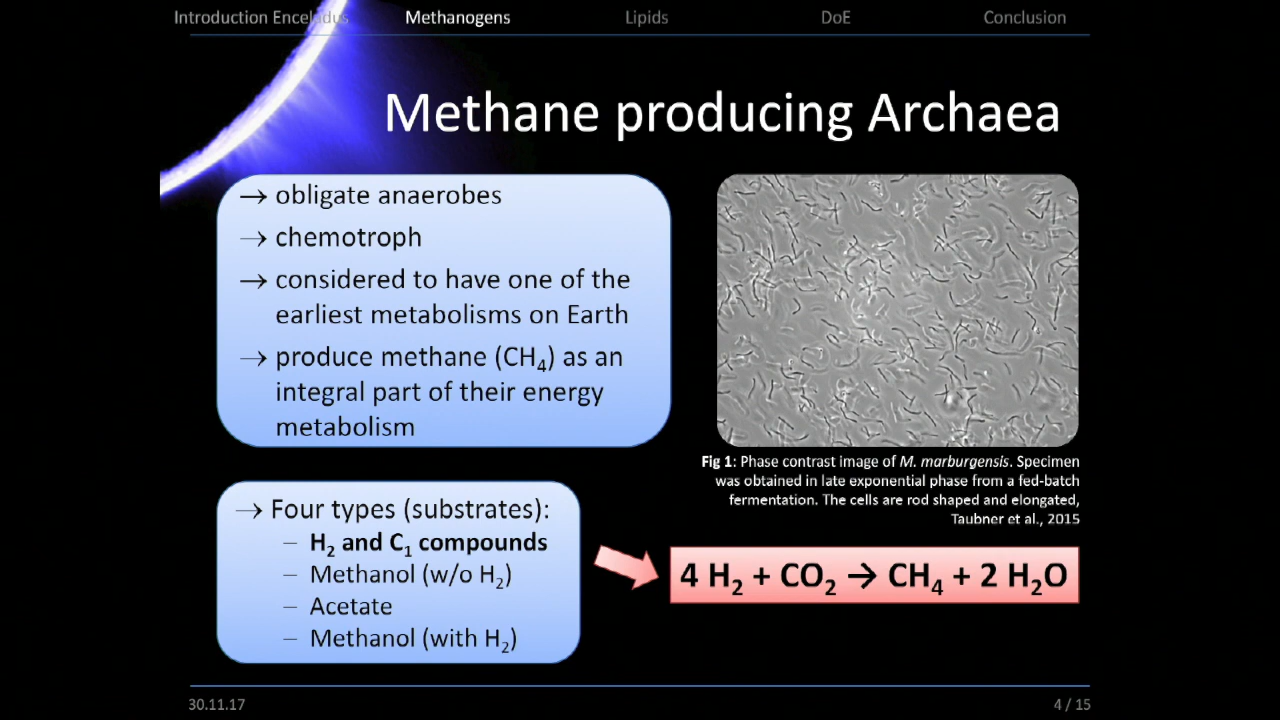 Introduction Enceladus Methanogens Lipids DoE Conclusion
Methane producing Archaea
→ obligate anaerobes
→ chemotroph
→ considered to have one of the
earliest metabolisms on Earth
→ produce methane (CH₄) as an
integral part of their energy
metabolism
Fig 1: Phase contrast image of M. marburgensis. Specimen
was obtained in late exponential phase from a fed-batch
fermentation. The cells are rod shaped and elongated,
Taubner et al., 2015
→ Four types (substrates):
– H₂ and C₁ compounds
– Methanol (w/o H₂)
– Acetate
– Methanol (with H₂)
4 H₂ + CO₂ → CH₄ + 2 H₂O
30.11.17 4 / 15